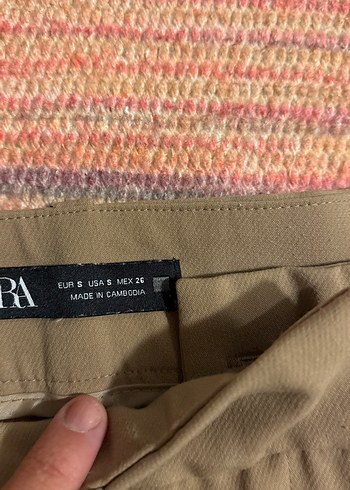 RA
EUR S USA S MEX 26
MADE IN CAMBODIA